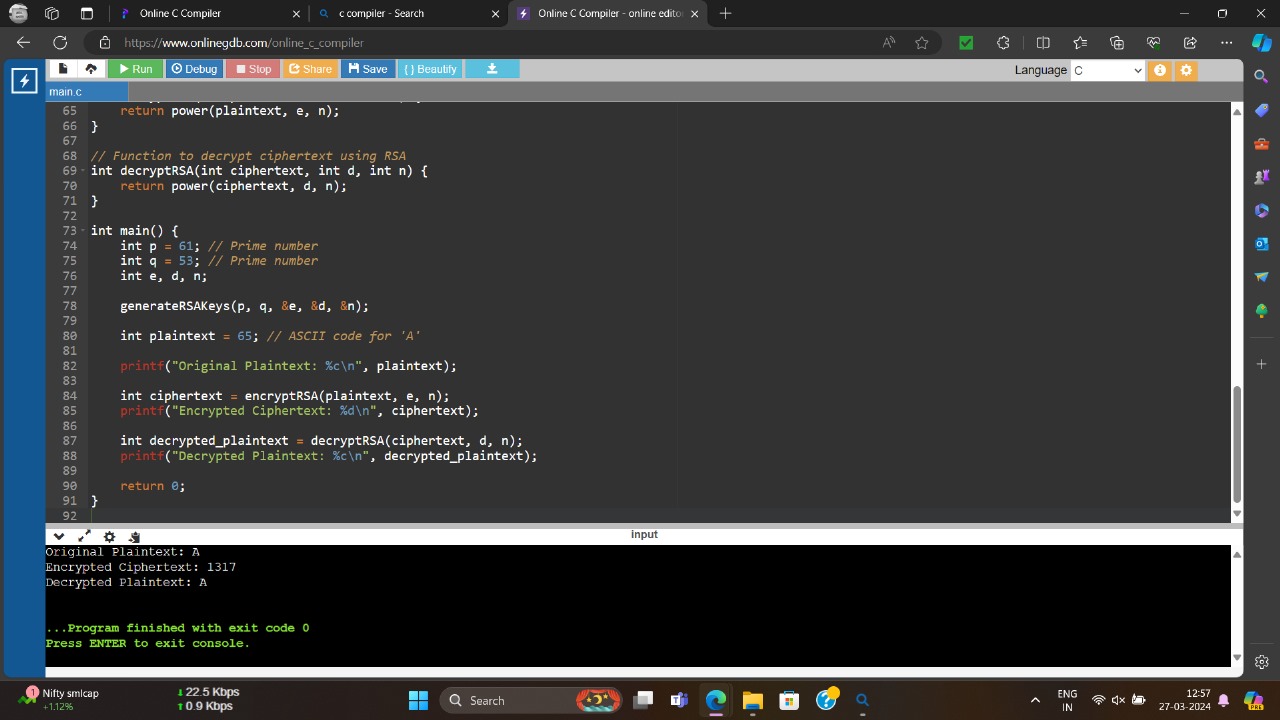 Online C Compiler
c compiler - Search
Online C Compiler - online edito
https://www.onlinegdb.com/online_c_compiler
Run
Debug
Stop
Share
Save
{ } Beautify
Language
C
main.c
65 return power(plaintext, e, n);
66 }
67
68 // Function to decrypt ciphertext using RSA
69 int decryptRSA(int ciphertext, int d, int n) {
70 return power(ciphertext, d, n);
71 }
72
73 int main() {
74 int p = 61; // Prime number
75 int q = 53; // Prime number
76 int e, d, n;
77
78 generateRSAKeys(p, q, &e, &d, &n);
79
80 int plaintext = 65; // ASCII code for 'A'
81
82 printf("Original Plaintext: %c\n", plaintext);
83
84 int ciphertext = encryptRSA(plaintext, e, n);
85 printf("Encrypted Ciphertext: %d\n", ciphertext);
86
87 int decrypted_plaintext = decryptRSA(ciphertext, d, n);
88 printf("Decrypted Plaintext: %c\n", decrypted_plaintext);
89
90 return 0;
91 }
92
input
Original Plaintext: A
Encrypted Ciphertext: 1317
Decrypted Plaintext: A
...Program finished with exit code 0
Press ENTER to exit console.
1
Nifty smlcap
+1.12%
22.5 Kbps
0.9 Kbps
Search
ENG
IN
12:57
27-03-2024
PRE